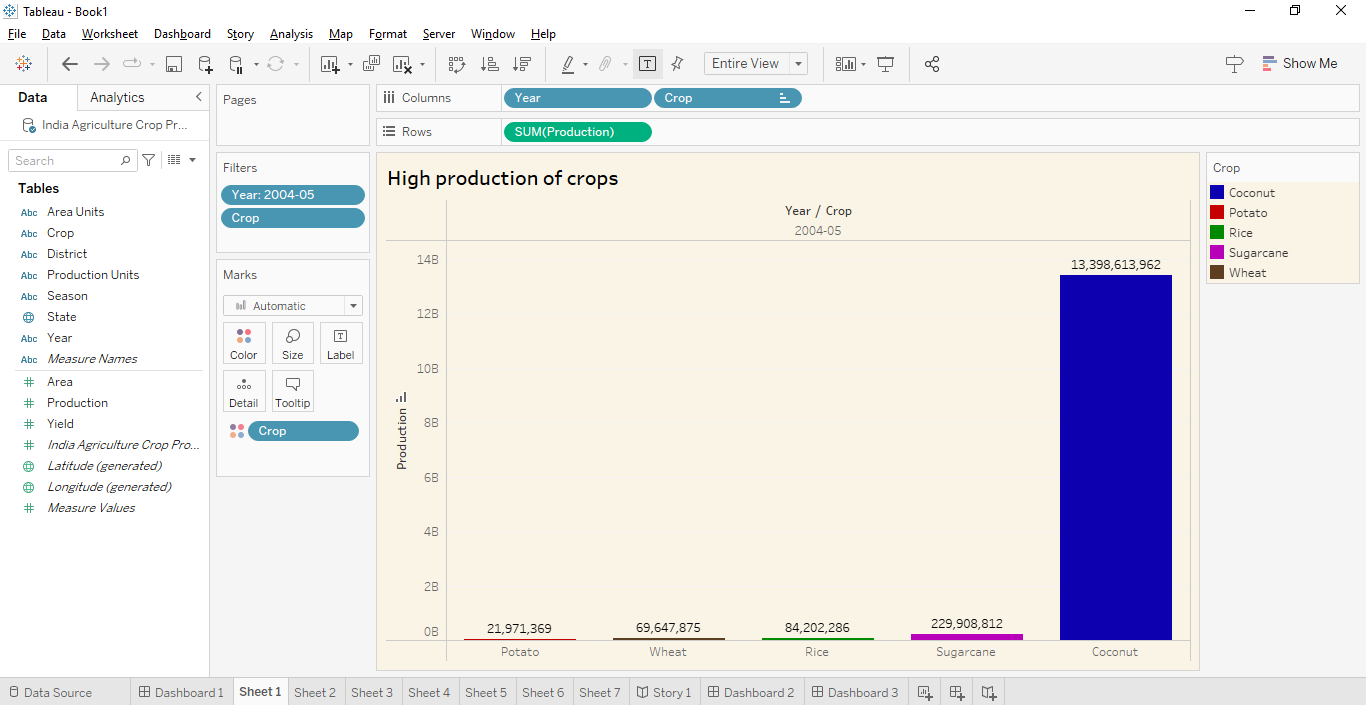 Tableau - Book1
File Data Worksheet Dashboard Story Analysis Map Format Server Window Help
Entire View
Show Me
Data Analytics
India Agriculture Crop Pr...
Search
Tables
Abc Area Units
Abc Crop
Abc District
Abc Production Units
Abc Season
State
Abc Year
Abc Measure Names
Area
Production
Yield
India Agriculture Crop Pro...
Latitude (generated)
Longitude (generated)
Measure Values
Pages
Filters
Year: 2004-05
Crop
Marks
Automatic
Color Size Label
Detail Tooltip
Crop
Columns Year Crop
Rows SUM(Production)
High production of crops
Year / Crop
2004-05
Production
14B
12B
10B
8B
6B
4B
2B
0B
21,971,369
69,647,875
84,202,286
229,908,812
13,398,613,962
Potato Wheat Rice Sugarcane Coconut
Crop
Coconut
Potato
Rice
Sugarcane
Wheat
Data Source Dashboard 1 Sheet 1 Sheet 2 Sheet 3 Sheet 4 Sheet 5 Sheet 6 Sheet 7 Story 1 Dashboard 2 Dashboard 3